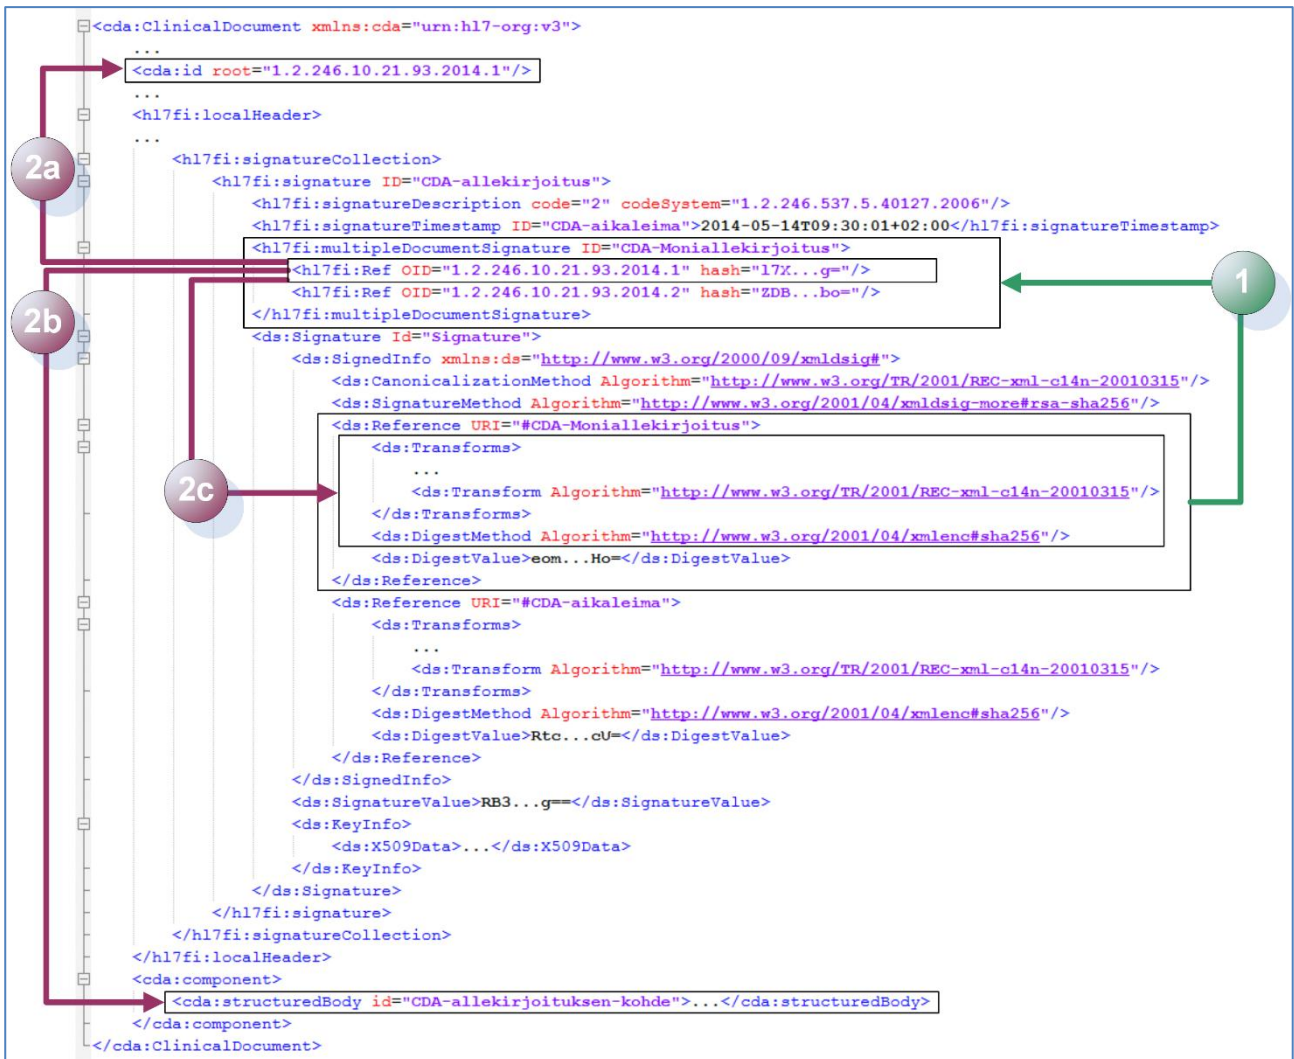 <cda:ClinicalDocument xmlns:cda="urn:hl7-org:v3">
...
<cda:id root="1.2.246.10.21.93.2014.1"/>
...
<hl7fi:localHeader>
...
2a
<hl7fi:signatureCollection>
<hl7fi:signature ID="CDA-allekirjoitus">
<hl7fi:signatureDescription code="2" codeSystem="1.2.246.537.5.40127.2006"/>
<hl7fi:signatureTimestamp ID="CDA-aikaleima">2014-05-14T09:30:01+02:00</hl7fi:signatureTimestamp>
<hl7fi:multipleDocumentSignature ID="CDA-Moniallekirjoitus">
<hl7fi:Ref OID="1.2.246.10.21.93.2014.1" hash="l7X...g="/>
1
<hl7fi:Ref OID="1.2.246.10.21.93.2014.2" hash="ZDB...bo="/>
</hl7fi:multipleDocumentSignature>
2b
<ds:Signature Id="Signature">
<ds:SignedInfo xmlns:ds="http://www.w3.org/2000/09/xmldsig#">
<ds:CanonicalizationMethod Algorithm="http://www.w3.org/TR/2001/REC-xml-c14n-20010315"/>
<ds:SignatureMethod Algorithm="http://www.w3.org/2001/04/xmldsig-more#rsa-sha256"/>
<ds:Reference URI="#CDA-Moniallekirjoitus">
<ds:Transforms>
...
2c
<ds:Transform Algorithm="http://www.w3.org/TR/2001/REC-xml-c14n-20010315"/>
</ds:Transforms>
<ds:DigestMethod Algorithm="http://www.w3.org/2001/04/xmlenc#sha256"/>
<ds:DigestValue>eom...Ho=</ds:DigestValue>
</ds:Reference>
<ds:Reference URI="#CDA-aikaleima">
<ds:Transforms>
...
<ds:Transform Algorithm="http://www.w3.org/TR/2001/REC-xml-c14n-20010315"/>
</ds:Transforms>
<ds:DigestMethod Algorithm="http://www.w3.org/2001/04/xmlenc#sha256"/>
<ds:DigestValue>Rtc...cU=</ds:DigestValue>
</ds:Reference>
</ds:SignedInfo>
<ds:SignatureValue>RB3...g==</ds:SignatureValue>
<ds:KeyInfo>
<ds:X509Data>...</ds:X509Data>
</ds:KeyInfo>
</ds:Signature>
</hl7fi:signature>
</hl7fi:signatureCollection>
</hl7fi:localHeader>
<cda:component>
<cda:structuredBody id="CDA-allekirjoituksen-kohde">...</cda:structuredBody>
</cda:component>
</cda:ClinicalDocument>